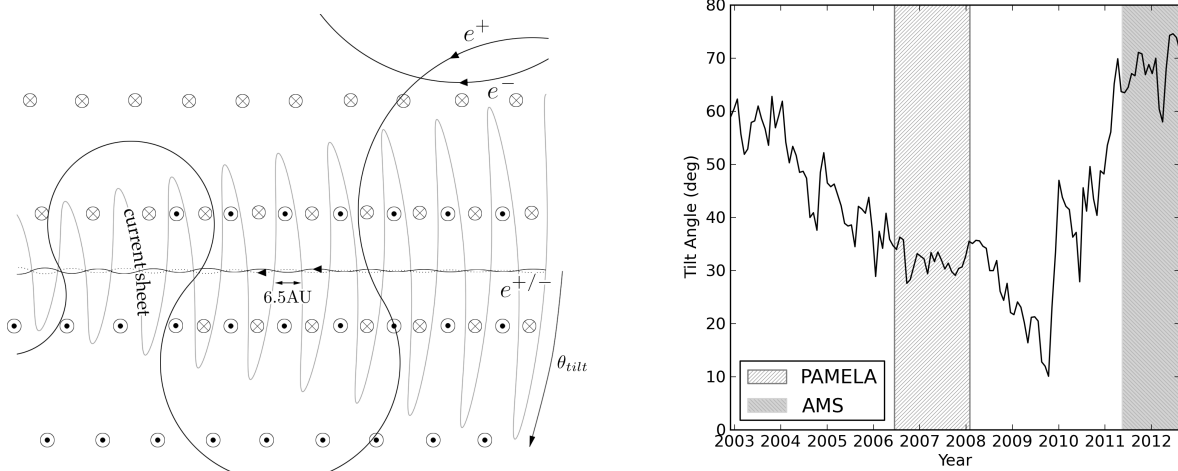 e+
e−
current sheet
6.5AU
e+/−
θtilt
80
70
60
50
40
30
20
10
0
Tilt Angle (deg)
PAMELA
AMS
2003 2004 2005 2006 2007 2008 2009 2010 2011 2012
Year